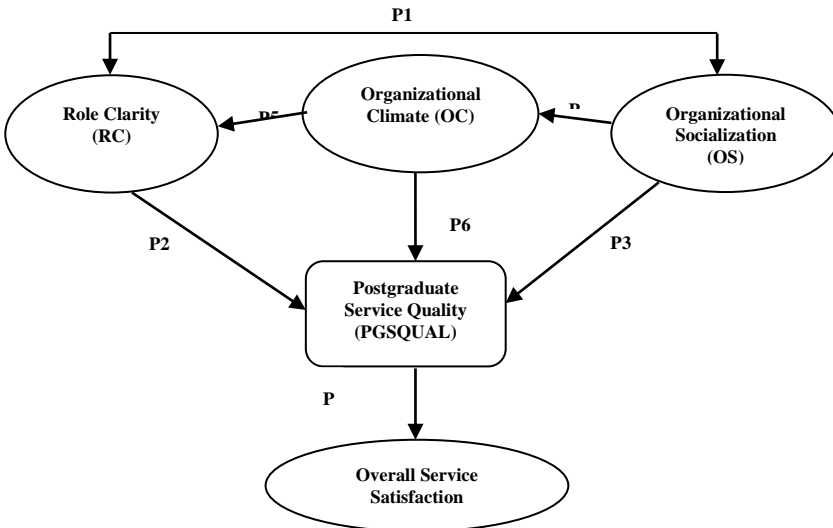 P1
Role Clarity
(RC)
Organizational
Climate (OC)
Organizational
Socialization
(OS)
P5
P2
P6
P3
Postgraduate
Service Quality
(PGSQUAL)
P
Overall Service
Satisfaction